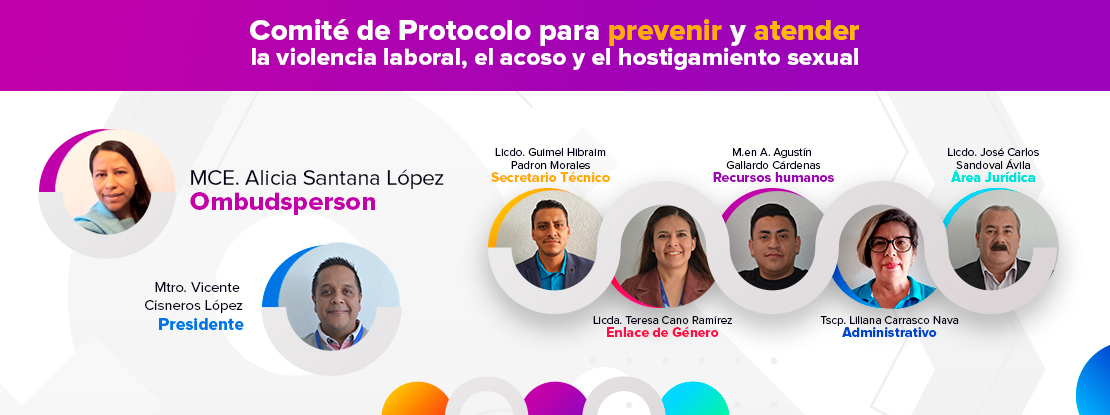 Comité de Protocolo para prevenir y atender
la violencia laboral, el acoso y el hostigamiento sexual
MCE. Alicia Santana López
Ombudsperson
Mtro. Vicente
Cisneros López
Presidente
Licdo. Guimel Hibraim
Padron Morales
Secretario Técnico
Licda. Teresa Cano Ramírez
Enlace de Género
M.en A. Agustín
Gallardo Cárdenas
Recursos humanos
Tscp. Liliana Carrasco Nava
Administrativo
Licdo. José Carlos
Sandoval Ávila
Área Jurídica